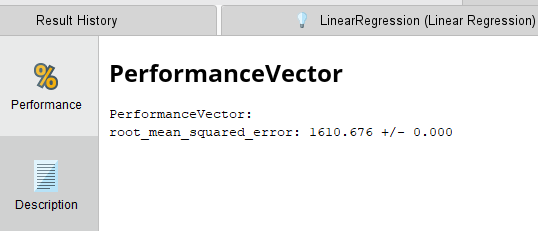 Result History
LinearRegression (Linear Regression)
%
Performance
Description
PerformanceVector
PerformanceVector:
root_mean_squared_error: 1610.676 +/- 0.000